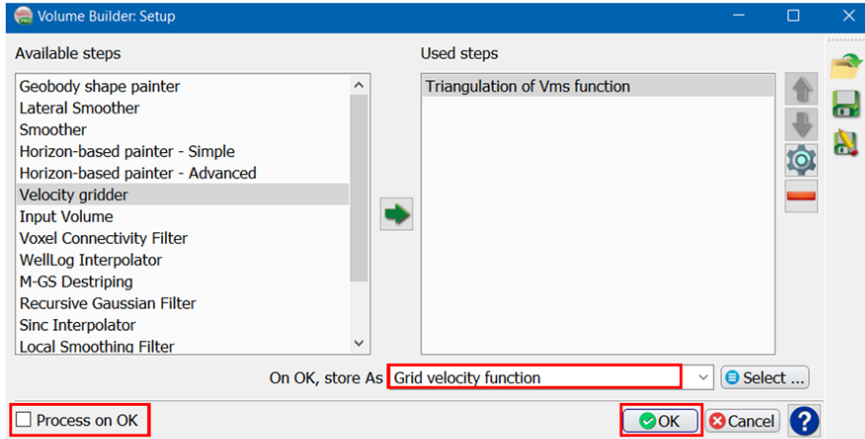 Volume Builder: Setup
Available steps
Used steps
Geobody shape painter
Lateral Smoother
Smoother
Horizon-based painter - Simple
Horizon-based painter - Advanced
Velocity gridder
Input Volume
Voxel Connectivity Filter
WellLog Interpolator
M-GS Destriping
Recursive Gaussian Filter
Sinc Interpolator
Local Smoothing Filter
Triangulation of Vms function
On OK, store As Grid velocity function Select ...
Process on OK
OK Cancel ?